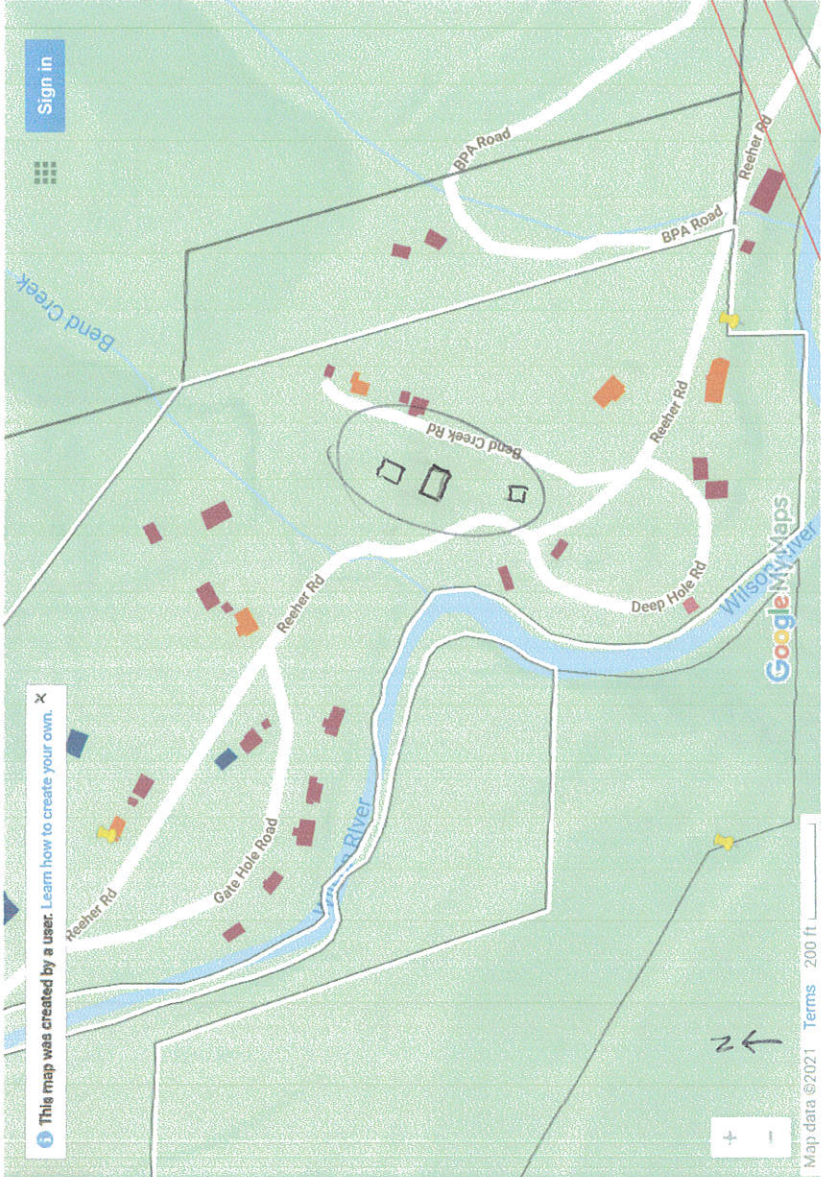 This map was created by a user. Learn how to create your own. ×
Sign in
Bend Creek
BPA Road
BPA Road
Reeher Rd
Bend Creek Rd
Reeher Rd
Reeher Rd
Deep Hole Rd
Wilson River
Reeher Rd
Gate Hole Road
Wilson River
Google My Maps
N
+
-
Map data ©2021 Terms 200 ft